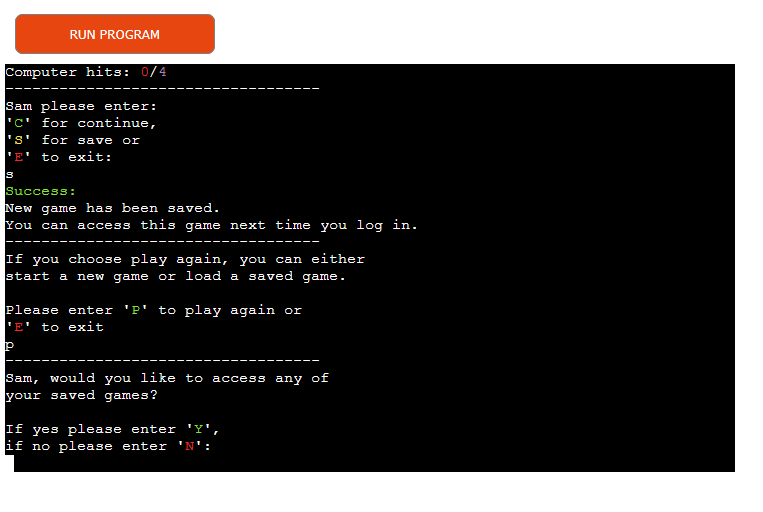 RUN PROGRAM
Computer hits: 0/4
-----------------------------------
Sam please enter:
'C' for continue,
'S' for save or
'E' to exit:
s
Success:
New game has been saved.
You can access this game next time you log in.
-----------------------------------
If you choose play again, you can either
start a new game or load a saved game.
Please enter 'P' to play again or
'E' to exit
p
-----------------------------------
Sam, would you like to access any of
your saved games?
If yes please enter 'Y',
if no please enter 'N':